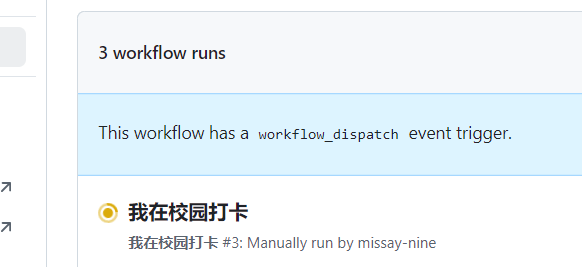 3 workflow runs
This workflow has a workflow_dispatch event trigger.
我在校园打卡
我在校园打卡 #3: Manually run by missay-nine